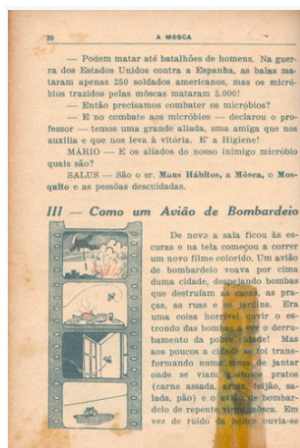 A MÔSCA
— Podem matar até batalhões de homens. Na guer-
ra dos Estados Unidos contra a Espanha, as balas ma-
taram apenas 250 soldados americanos, mas os micró-
bios trazidos pelas môscas mataram 5.000!
— Então precisamos combater os micróbios?
— E no combate aos micróbios — declarou o pro-
fessor — temos uma grande aliada, uma amiga que nos
auxilia e que nos leva à vitória. E' a Higiene!
MÁRIO — E os aliados do nosso inimigo micróbio
quais são?
SALUS — São o sr. Maus Hábitos, a Môsca, o Mos-
quito e as pessôas descuidadas.
III — Como um Avião de Bombardeio
De novo a sala ficou às es-
curas e na tela começou a correr
um novo filme colorido. Um avião
de bombardeio voava por cima
duma cidade, despejando bombas
que destruíam as casas, as pra-
ças, as ruas e os jardins. Era
uma coisa horrível ouvir o es-
trondo das bombas e o derru-
bamento da pobre cidade! Mas
aos poucos a cidade se foi trans-
formando numa mesa de jantar
onde se viam pratos
(carne assada, arroz, feijão, sa-
lada, pão) e o avião de bombar-
deio de repente virou môsca. Em
vez de ruído da hélice ouvia-se